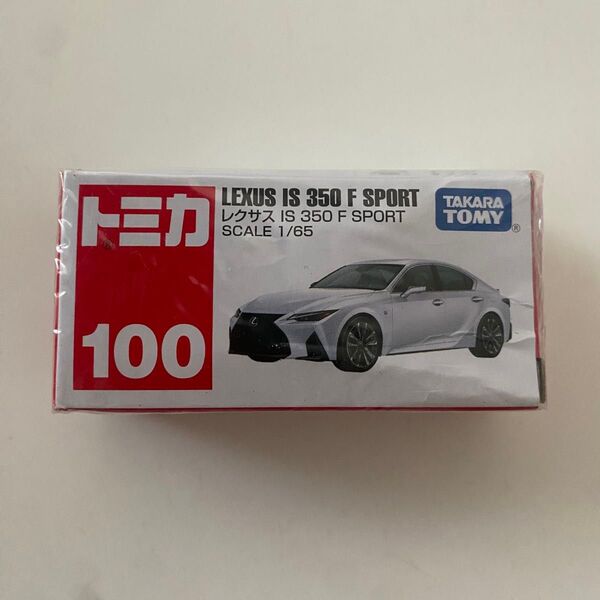 トミカ
100
LEXUS IS 350 F SPORT
レクサス IS 350 F SPORT
SCALE 1/65
TAKARA
TOMY
®